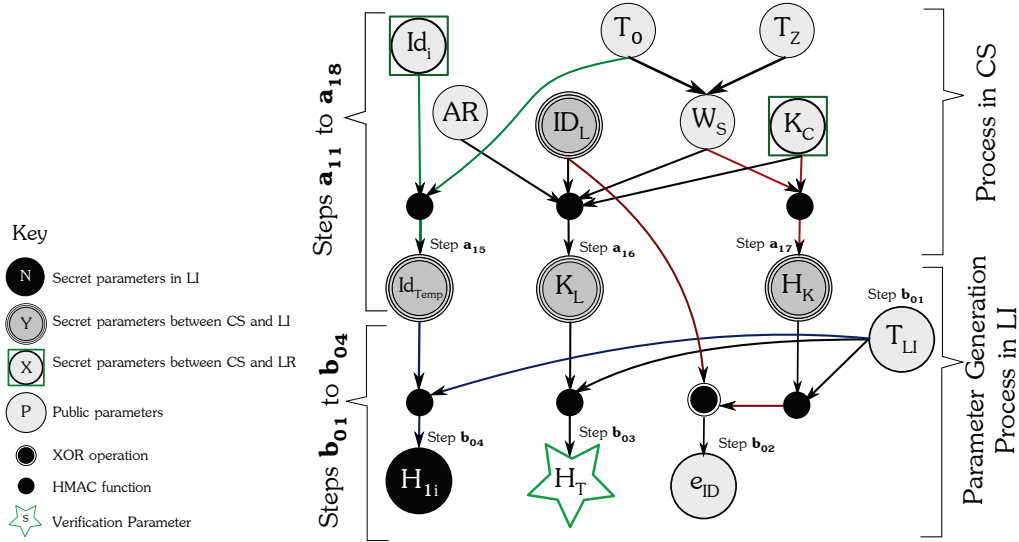 Id_i
T_0
T_Z
AR
ID_L
W_S
K_C
Steps a_11 to a_18
Process in CS
Step a_15
Step a_16
Step a_17
Id_Temp
K_L
H_K
Step b_01
T_LI
Steps b_01 to b_04
Parameter Generation
Process in LI
Step b_04
Step b_03
Step b_02
H_1i
H_T
e_ID
Key
N Secret parameters in LI
Y Secret parameters between CS and LI
X Secret parameters between CS and LR
P Public parameters
XOR operation
HMAC function
S Verification Parameter